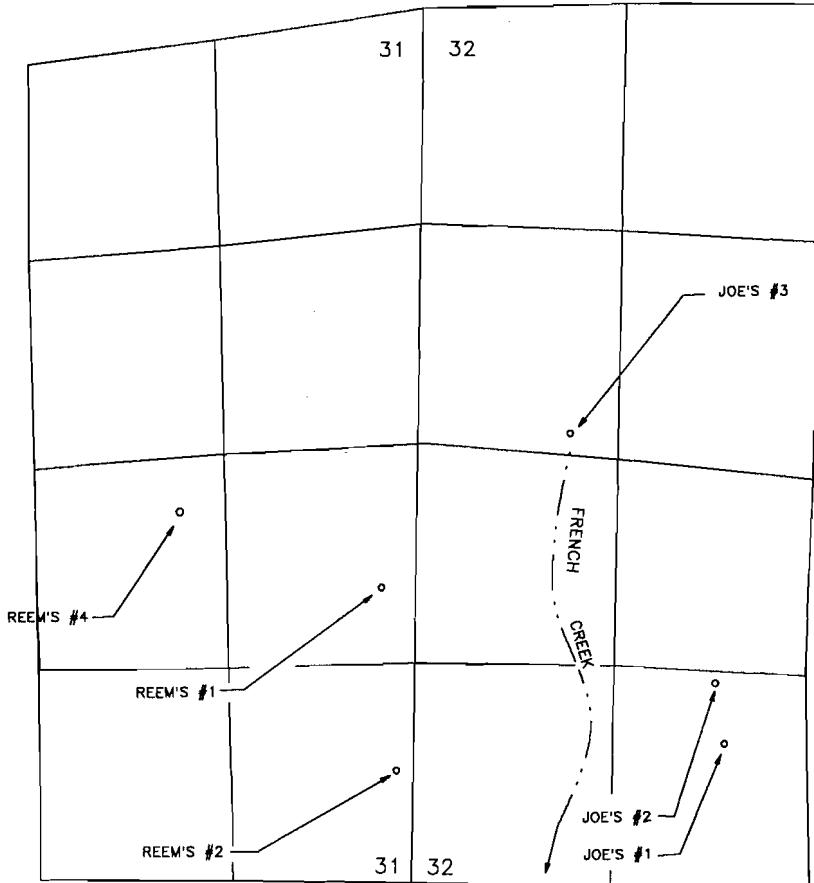 31 32
JOE'S #3
FRENCH
CREEK
REEM'S #4
REEM'S #1
JOE'S #2
REEM'S #2
JOE'S #1
31 32